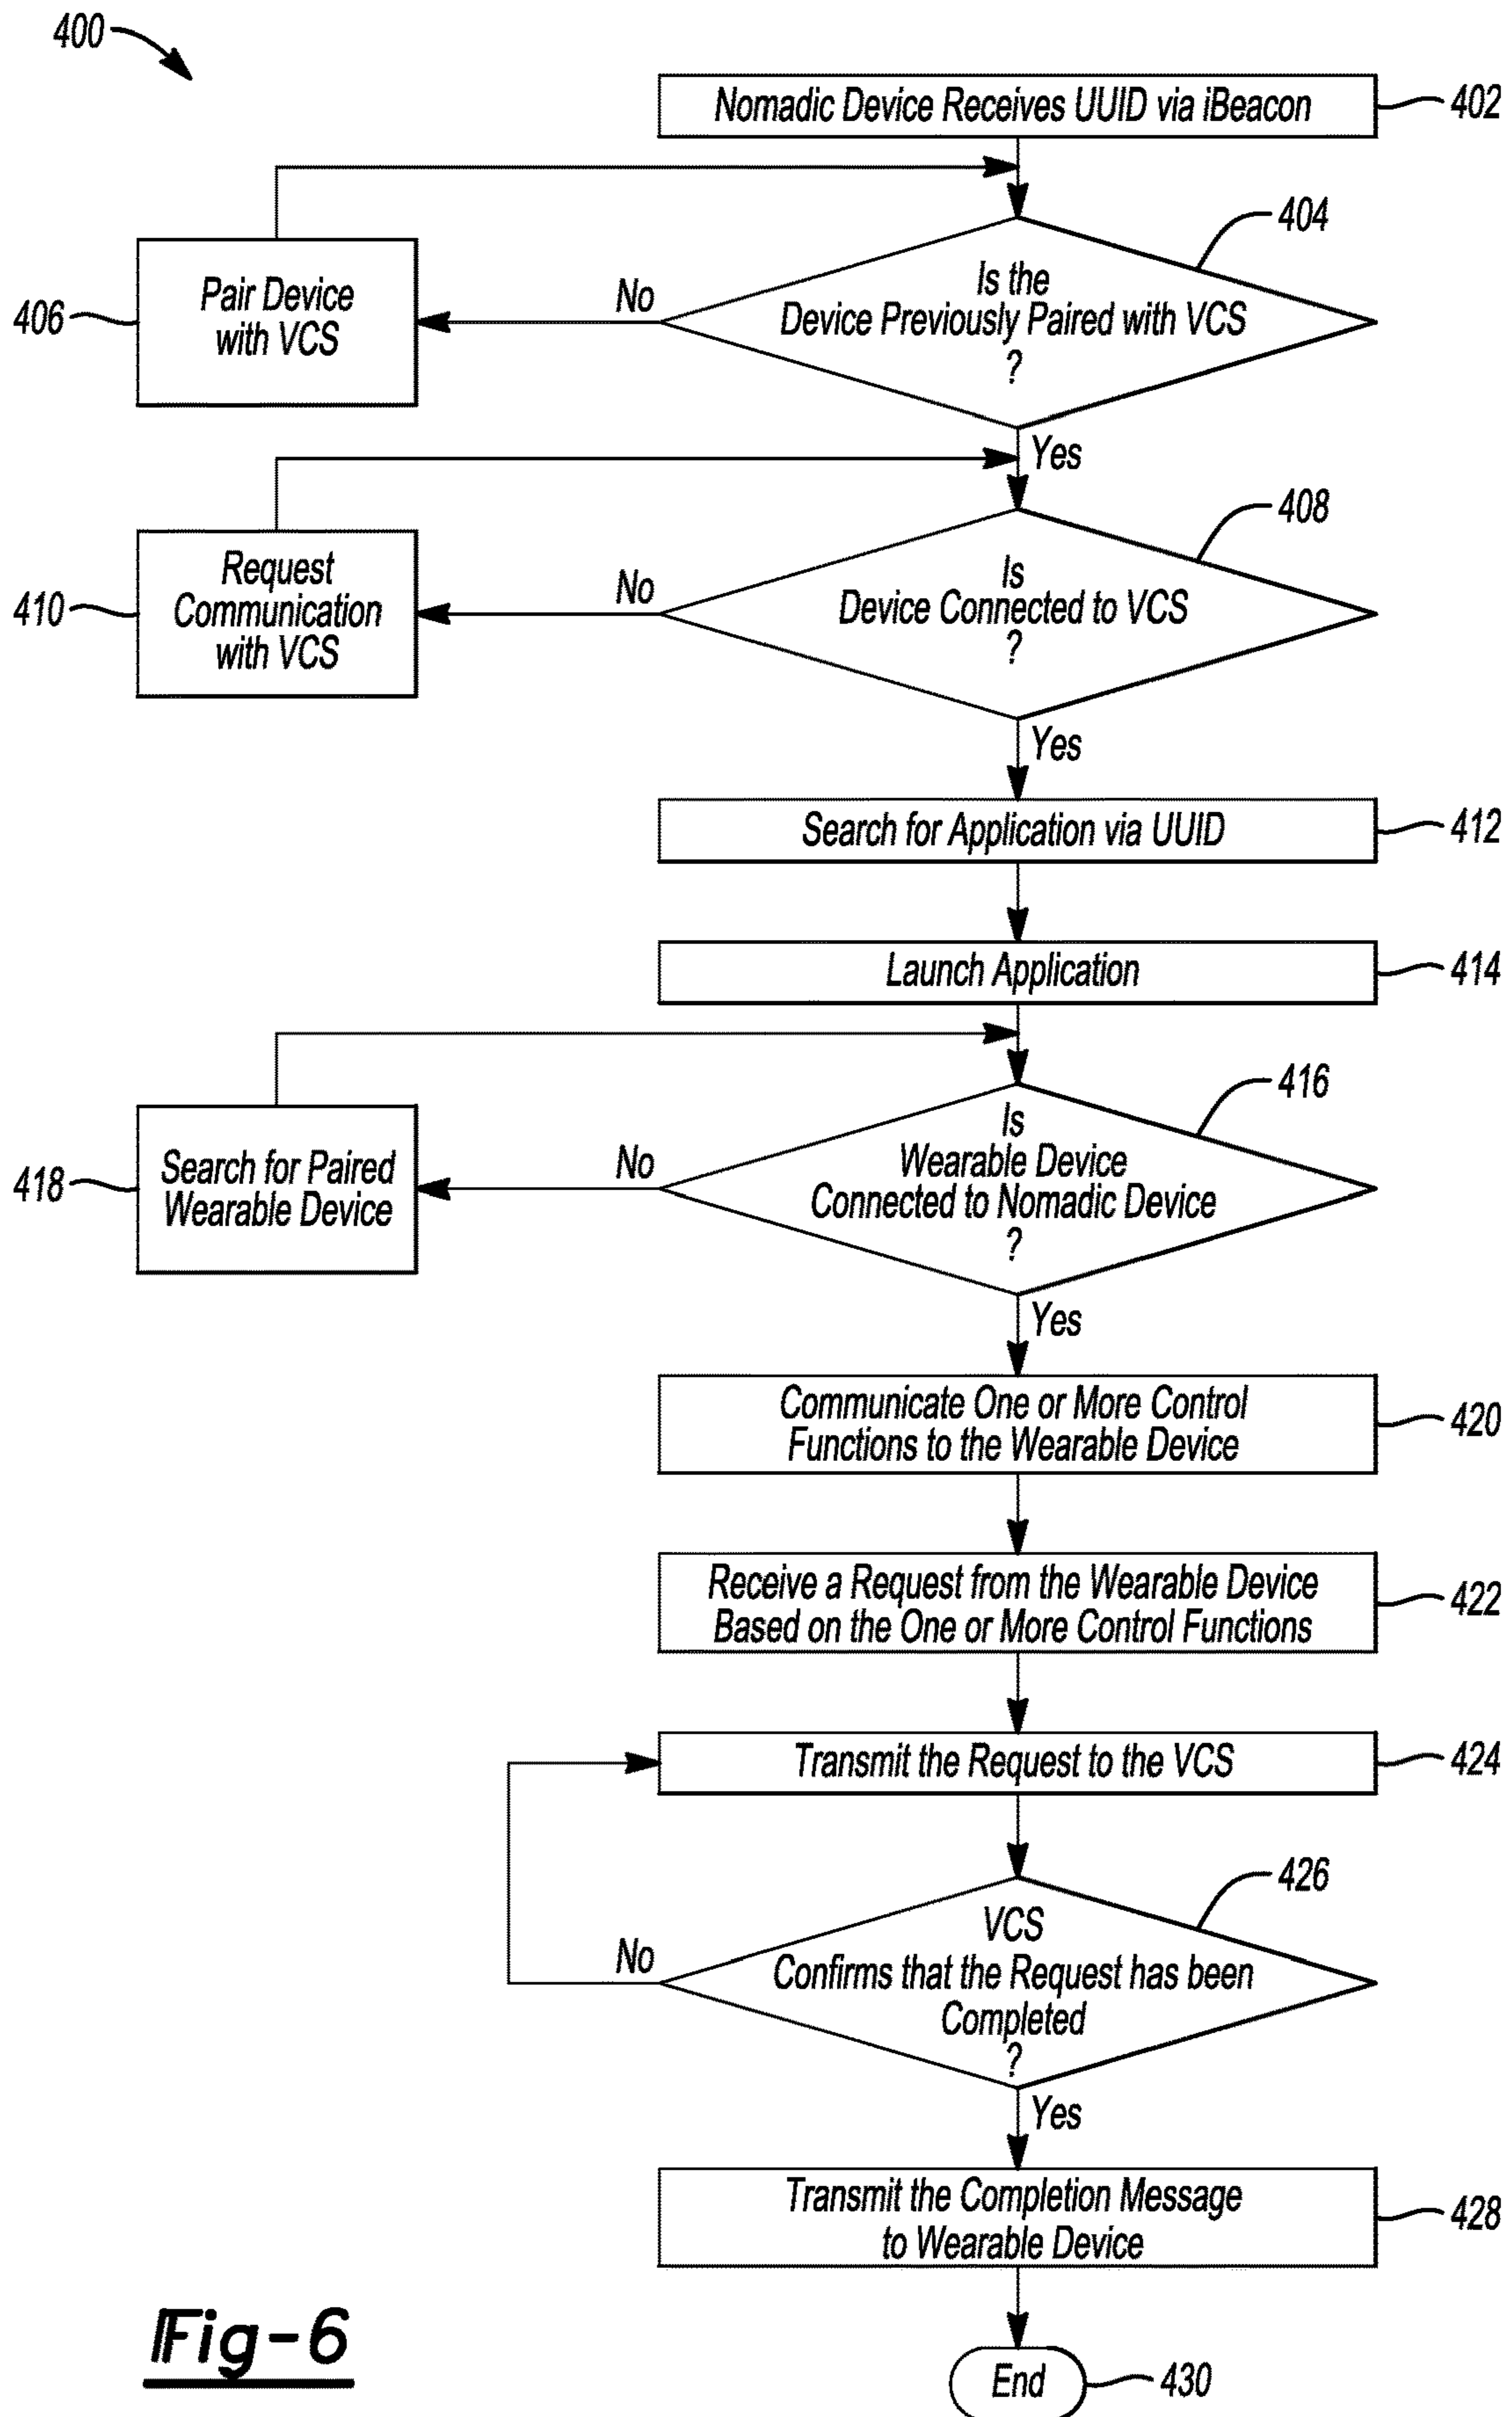 400
Nomadic Device Receives UUID via iBeacon
402
404
Is the
Device Previously Paired with VCS
?
No
Pair Device
with VCS
406
Yes
408
Is
Device Connected to VCS
?
No
Request
Communication
with VCS
410
Yes
Search for Application via UUID
412
Launch Application
414
416
Is
Wearable Device
Connected to Nomadic Device
?
No
Search for Paired
Wearable Device
418
Yes
Communicate One or More Control
Functions to the Wearable Device
420
Receive a Request from the Wearable Device
Based on the One or More Control Functions
422
Transmit the Request to the VCS
424
426
VCS
Confirms that the Request has been
Completed
?
No
Yes
Transmit the Completion Message
to Wearable Device
428
End
430
Fig-6